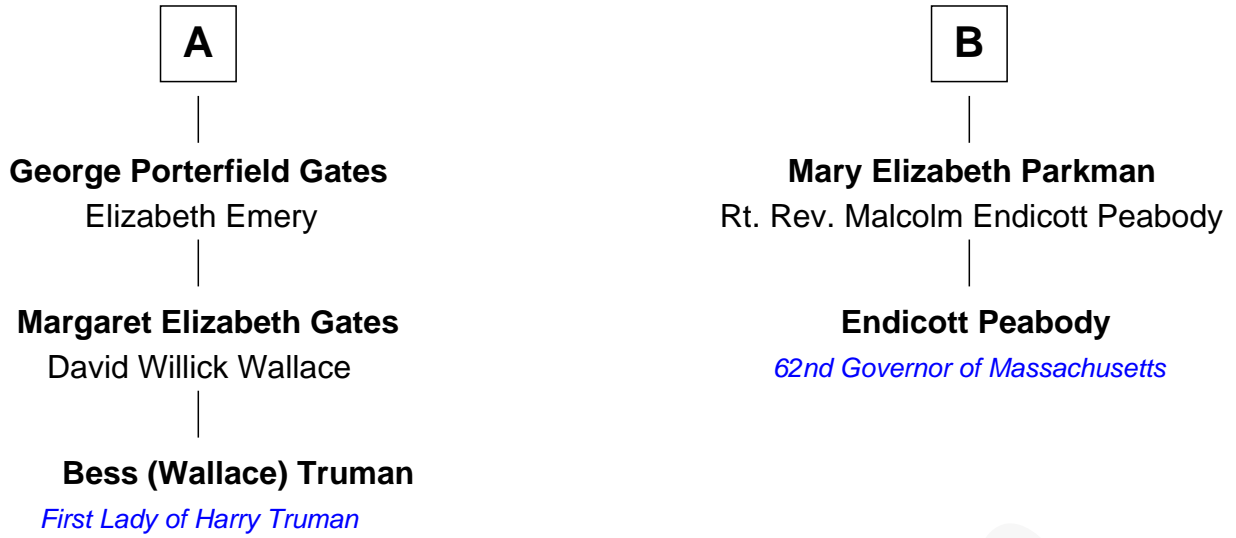 A
George Porterfield Gates
Elizabeth Emery
Margaret Elizabeth Gates
David Willick Wallace
Bess (Wallace) Truman
First Lady of Harry Truman
B
Mary Elizabeth Parkman
Rt. Rev. Malcolm Endicott Peabody
Endicott Peabody
62nd Governor of Massachusetts